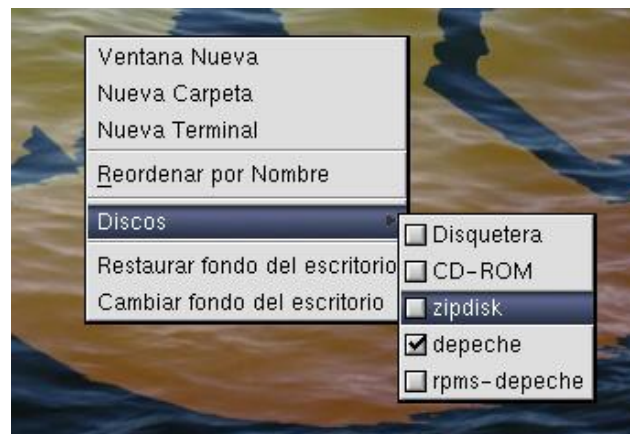 Ventana Nueva
Nueva Carpeta
Nueva Terminal
Reordenar por Nombre
Discos
Restaurar fondo del escritorio
Cambiar fondo del escritorio
Disquetera
CD-ROM
zipdisk
depeche
rpms-depeche